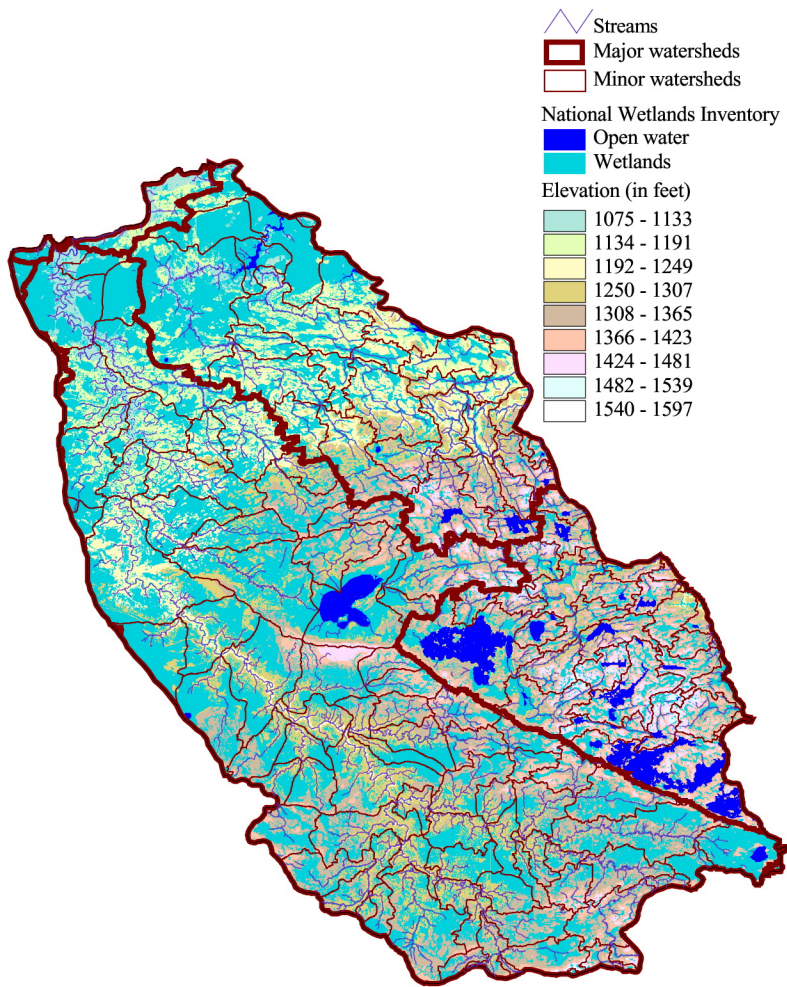 Streams
Major watersheds
Minor watersheds
National Wetlands Inventory
Open water
Wetlands
Elevation (in feet)
1075 - 1133
1134 - 1191
1192 - 1249
1250 - 1307
1308 - 1365
1366 - 1423
1424 - 1481
1482 - 1539
1540 - 1597